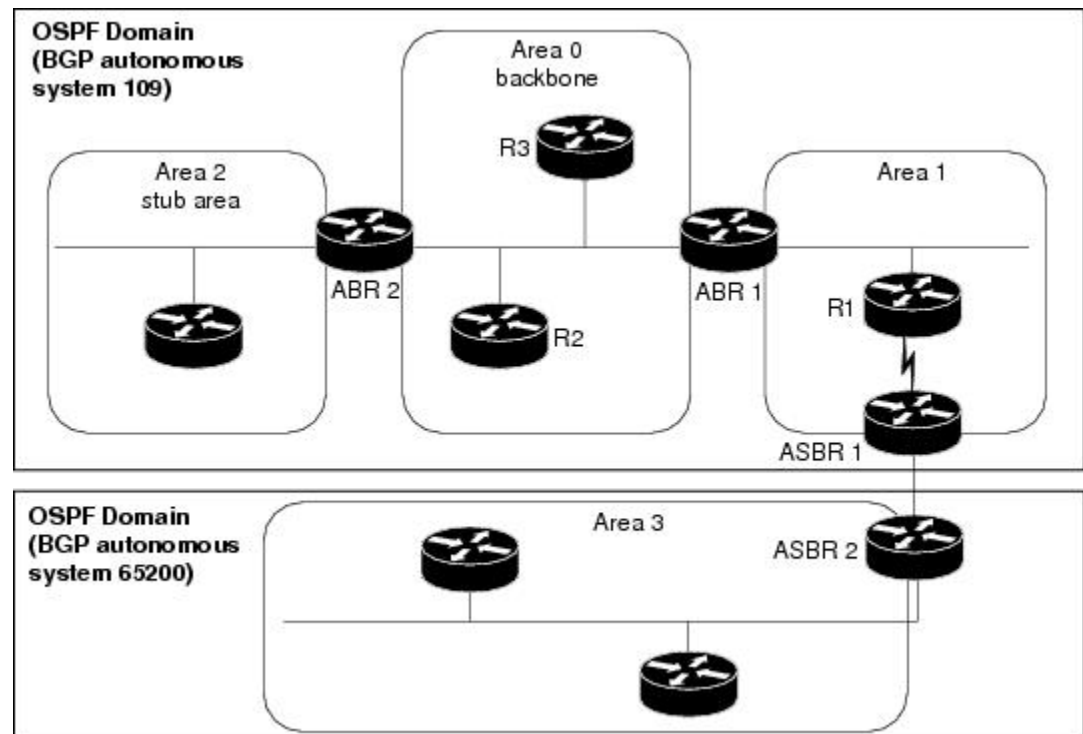 OSPF Domain
(BGP autonomous
system 109)
Area 0
backbone
R3
Area 2
stub area
Area 1
ABR 2
ABR 1
R1
R2
ASBR 1
OSPF Domain
(BGP autonomous
system 65200)
Area 3
ASBR 2